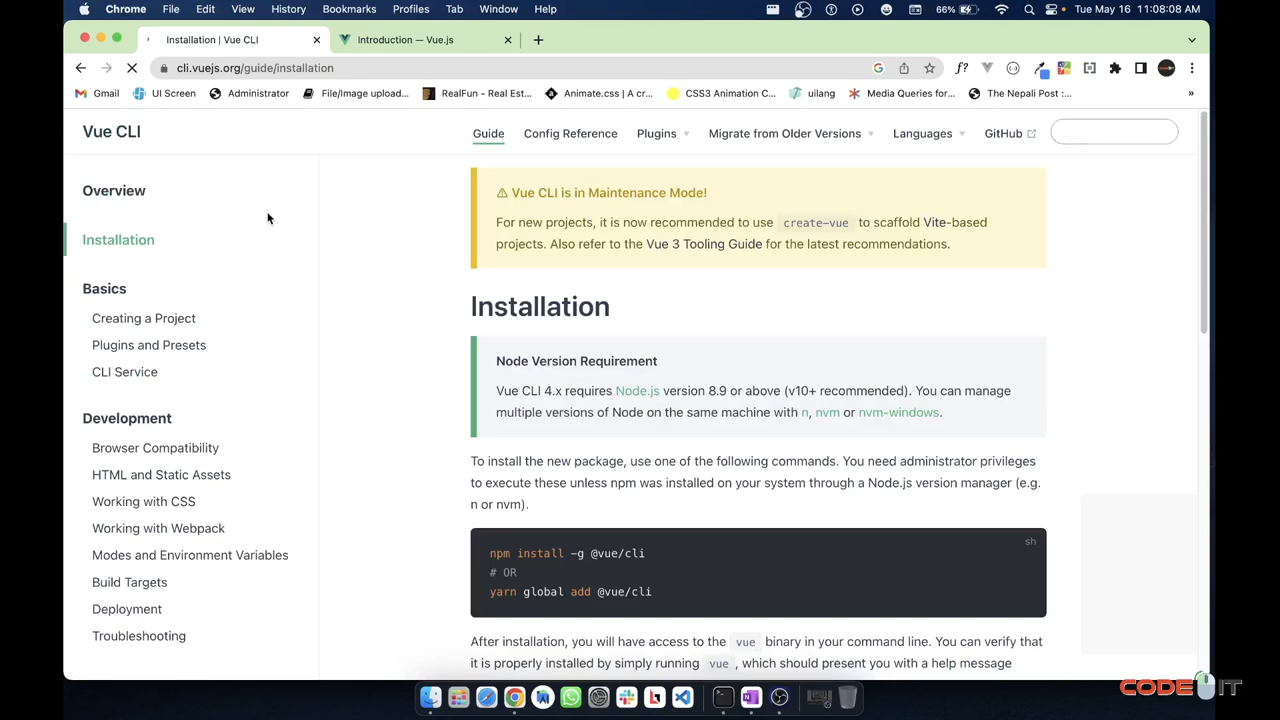 Chrome File Edit View History Bookmarks Profiles Tab Window Help 66% Tue May 16 11:08:08 AM
Installation | Vue CLI Introduction — Vue.js
cli.vuejs.org/guide/installation
Gmail UI Screen Administrator File/Image upload... RealFun - Real Est... Animate.css | A cr... CSS3 Animation C... uilang Media Queries for... The Nepali Post :... »
Vue CLI Guide Config Reference Plugins Migrate from Older Versions Languages GitHub
Overview
Installation
Basics
Creating a Project
Plugins and Presets
CLI Service
Development
Browser Compatibility
HTML and Static Assets
Working with CSS
Working with Webpack
Modes and Environment Variables
Build Targets
Deployment
Troubleshooting
⚠ Vue CLI is in Maintenance Mode!
For new projects, it is now recommended to use create-vue to scaffold Vite-based
projects. Also refer to the Vue 3 Tooling Guide for the latest recommendations.
Installation
Node Version Requirement
Vue CLI 4.x requires Node.js version 8.9 or above (v10+ recommended). You can manage
multiple versions of Node on the same machine with n, nvm or nvm-windows.
To install the new package, use one of the following commands. You need administrator privileges
to execute these unless npm was installed on your system through a Node.js version manager (e.g.
n or nvm).
sh
npm install -g @vue/cli
# OR
yarn global add @vue/cli
After installation, you will have access to the vue binary in your command line. You can verify that
it is properly installed by simply running vue, which should present you with a help message
CODE IT